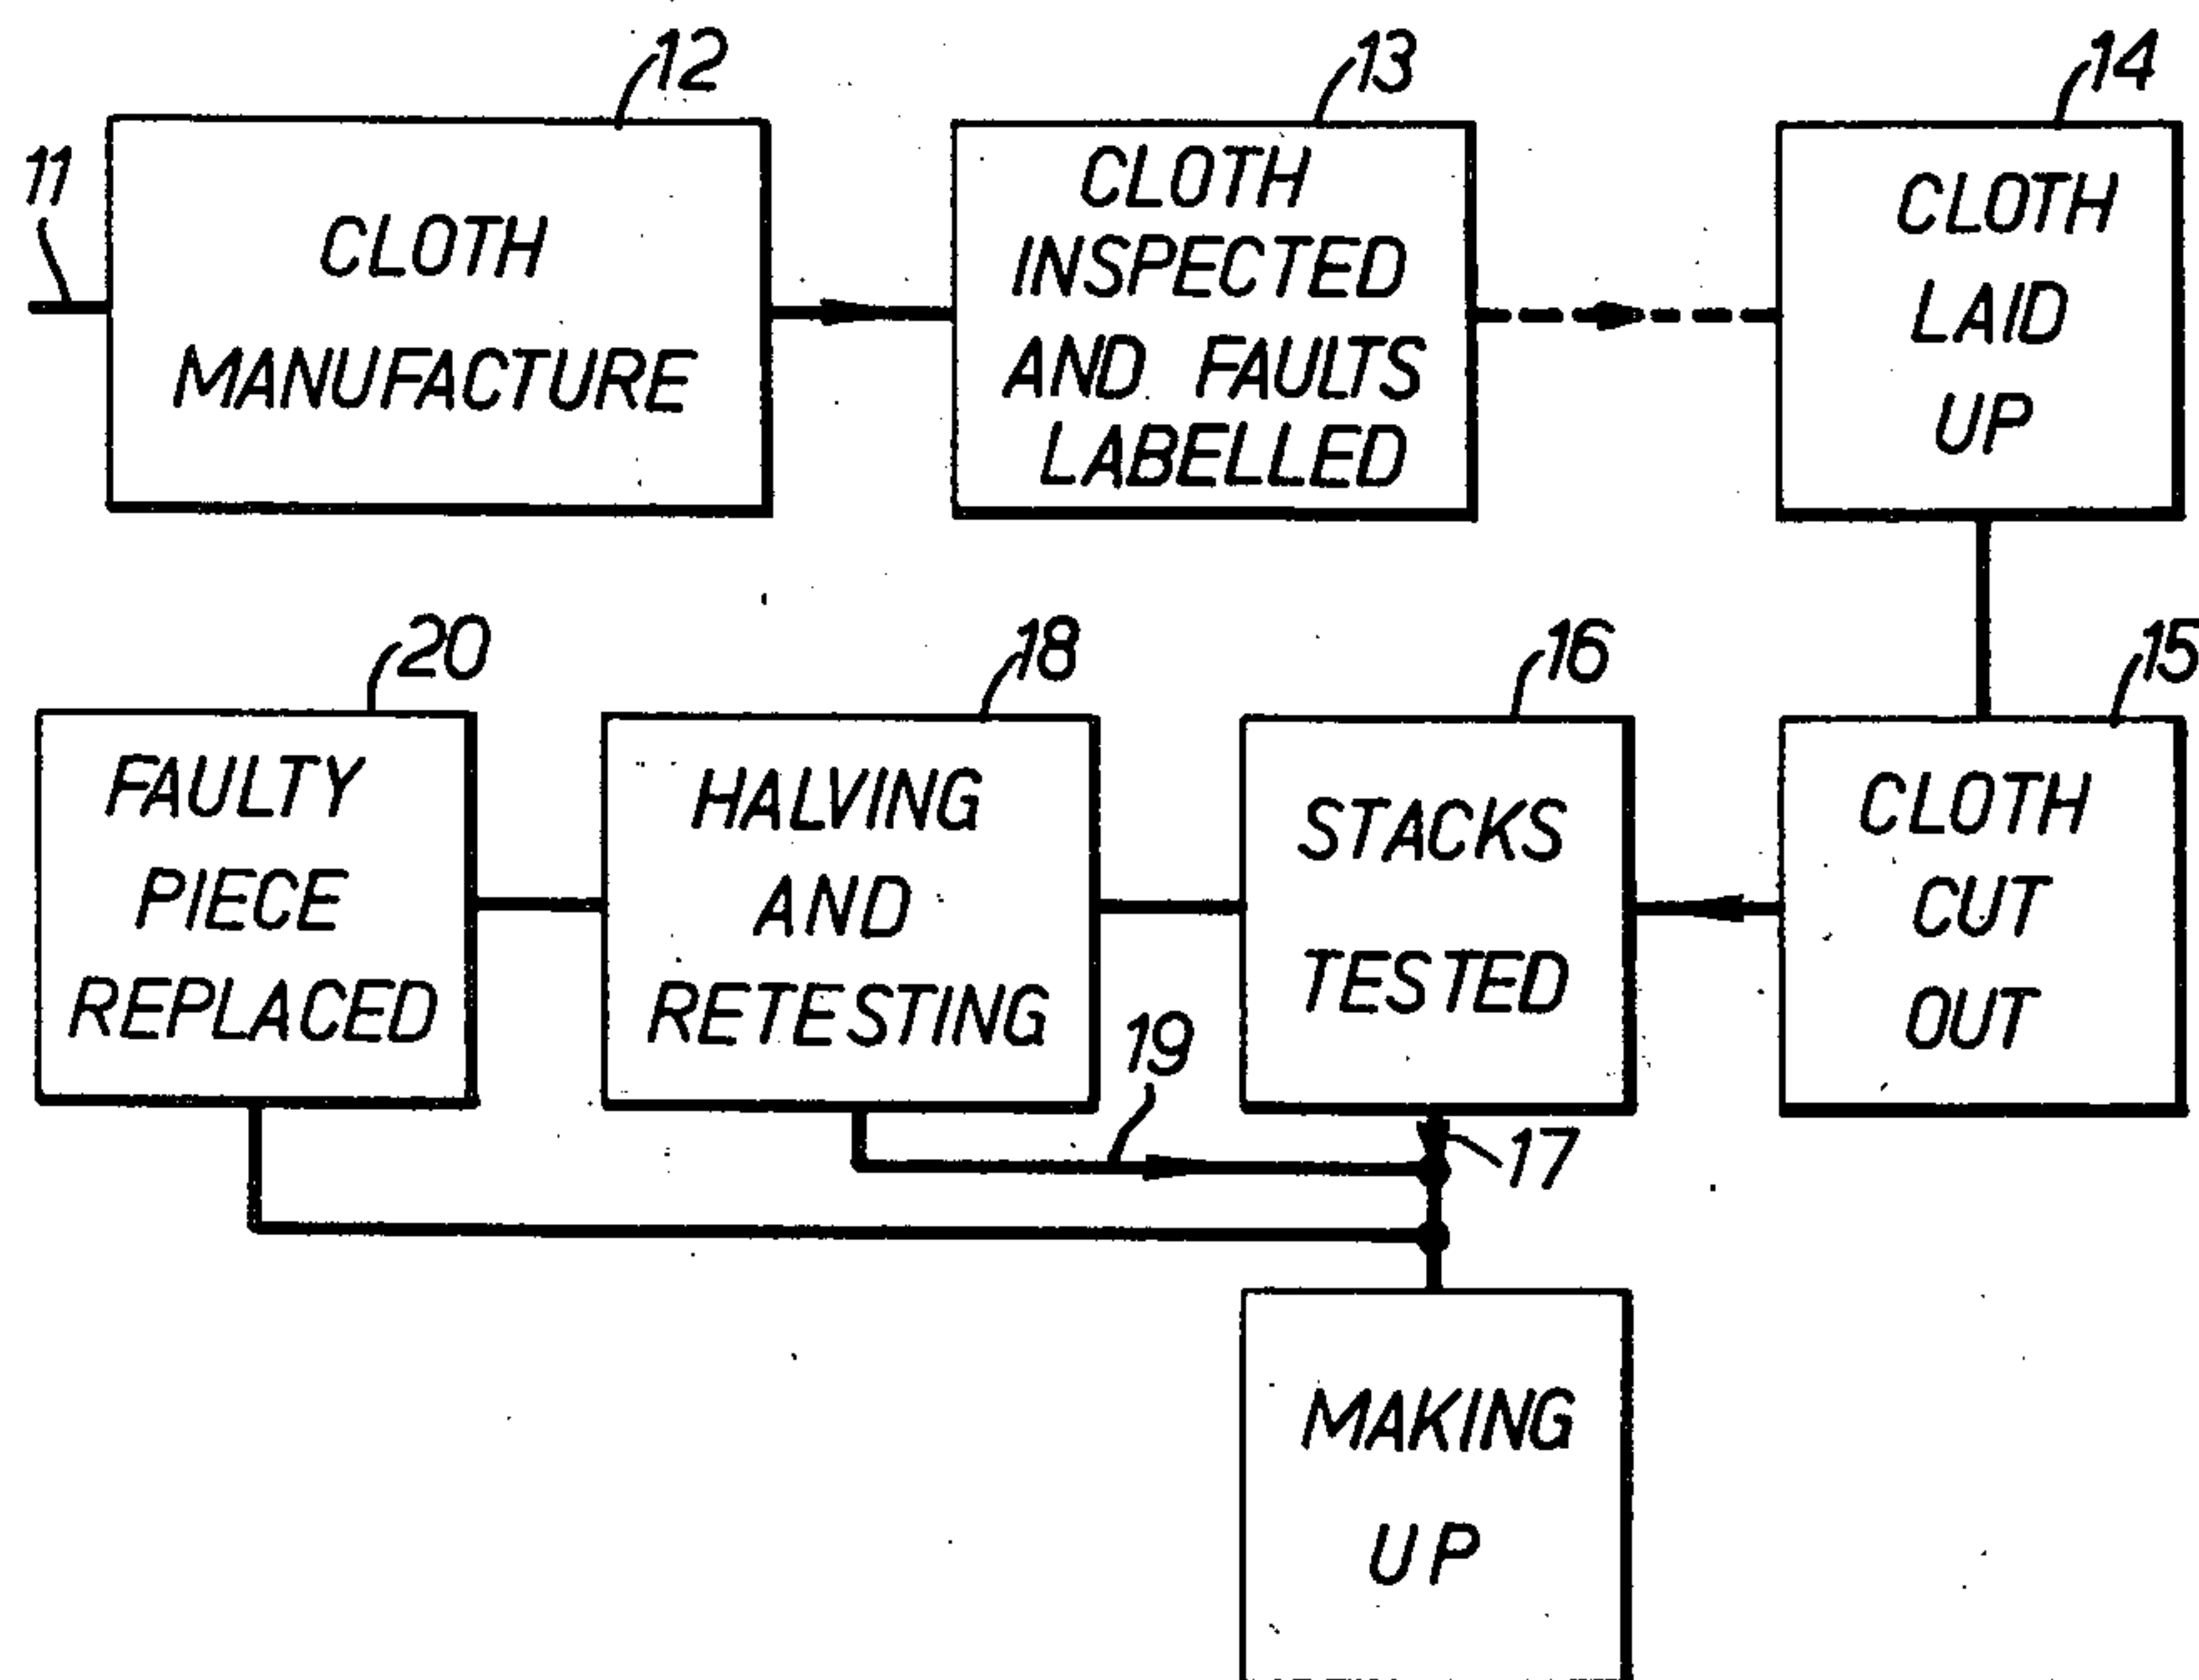 12
13
14
11
CLOTH
MANUFACTURE
CLOTH
INSPECTED
AND FAULTS
LABELLED
CLOTH
LAID
UP
20
18
16
15
FAULTY
PIECE
REPLACED
HALVING
AND
RETESTING
STACKS
TESTED
CLOTH
CUT
OUT
19
17
MAKING
UP